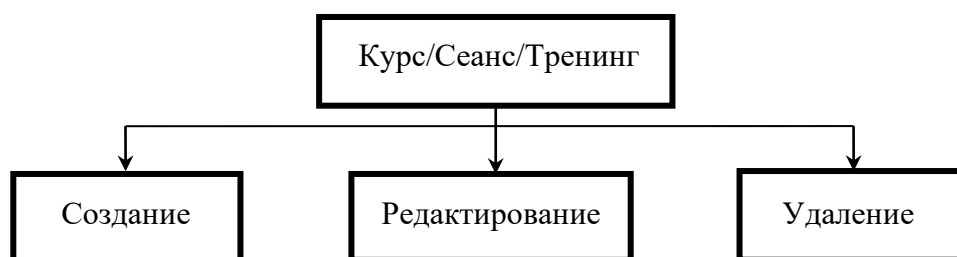 Курс/Сеанс/Тренинг
Создание
Редактирование
Удаление